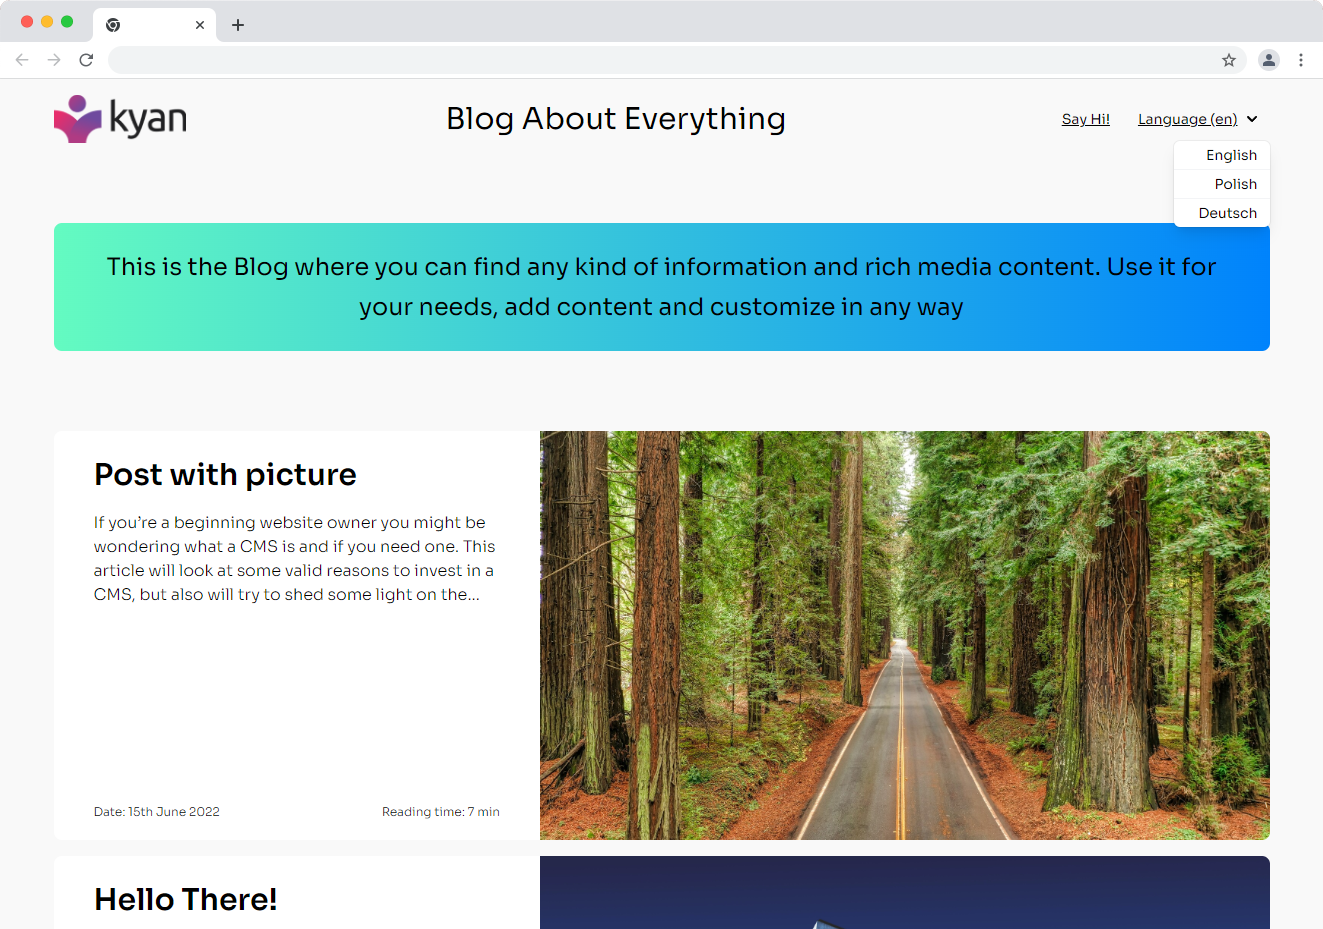 kyan
Blog About Everything
Say Hi!
Language (en)
English
Polish
Deutsch
This is the Blog where you can find any kind of information and rich media content. Use it for
your needs, add content and customize in any way
Post with picture
If you’re a beginning website owner you might be
wondering what a CMS is and if you need one. This
article will look at some valid reasons to invest in a
CMS, but also will try to shed some light on the...
Date: 15th June 2022
Reading time: 7 min
Hello There!